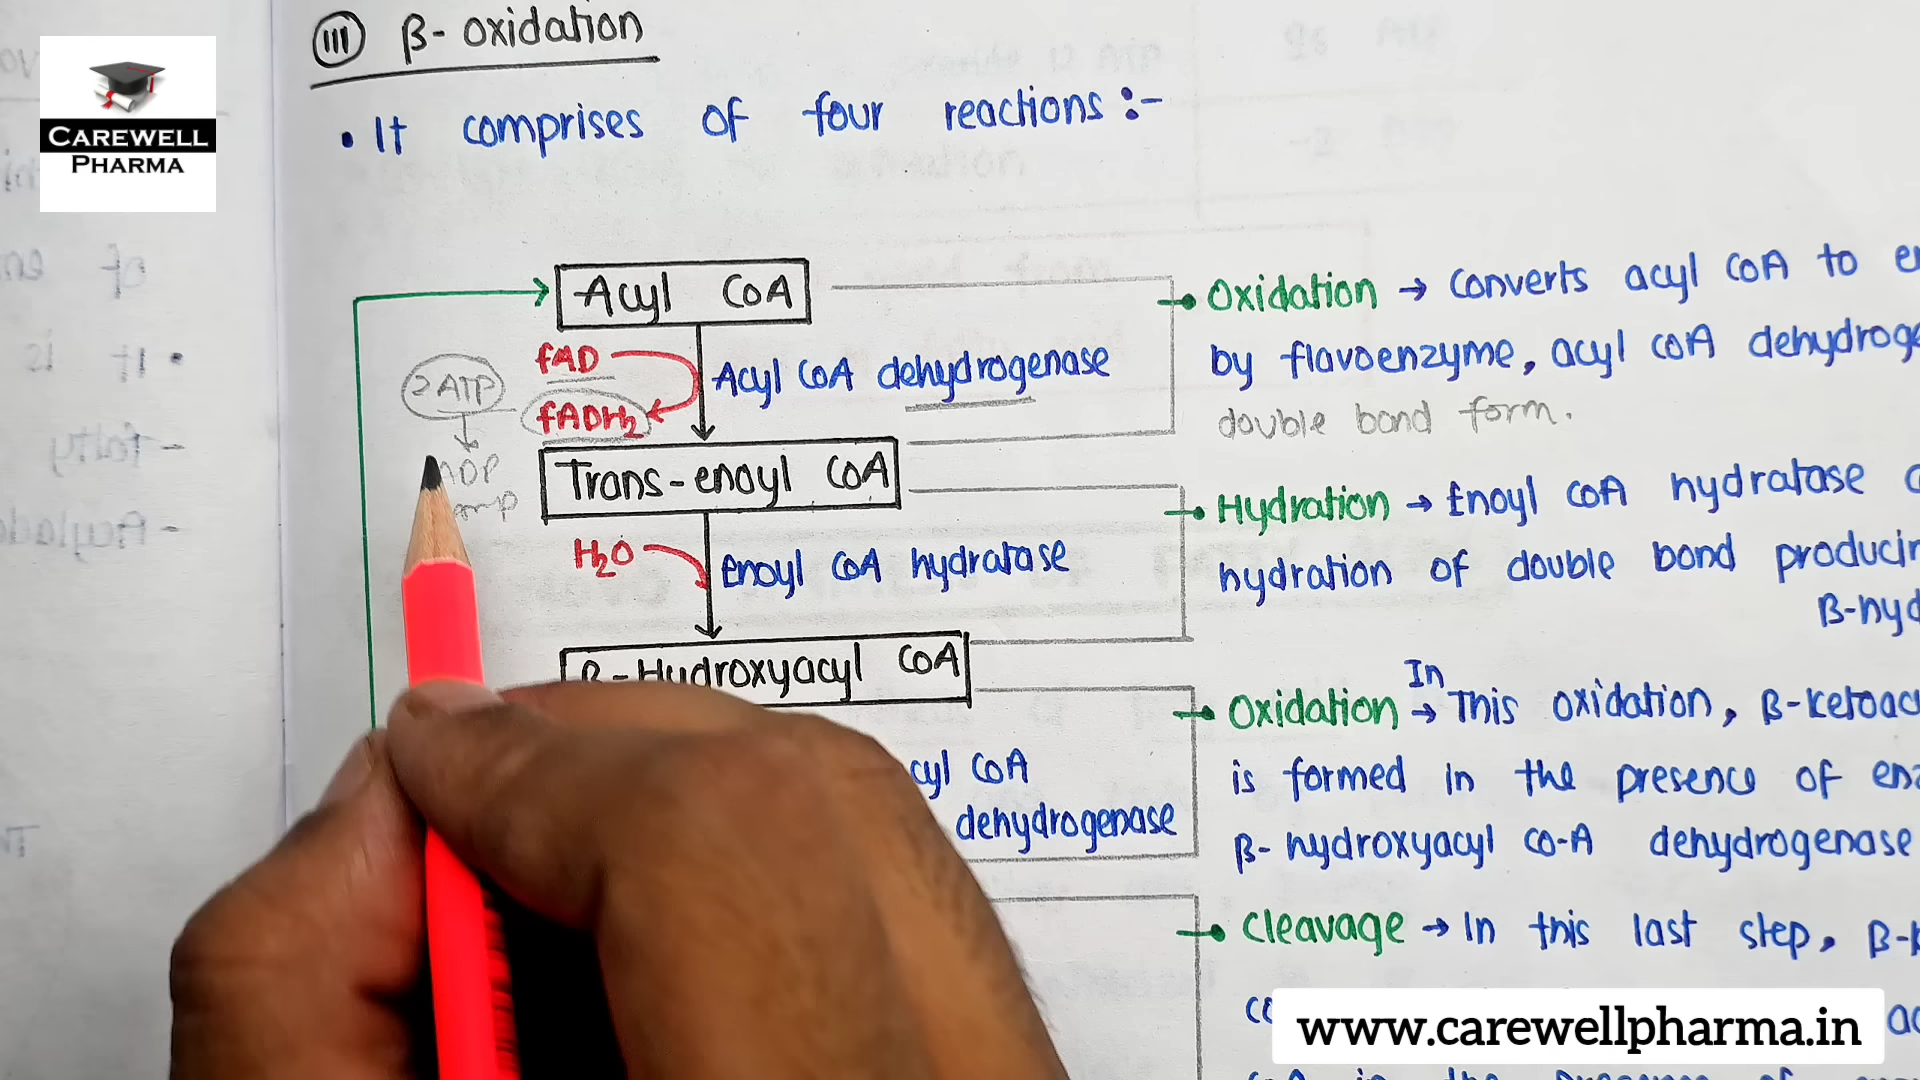 III β- oxidation
• It comprises of four reactions :-
CAREWELL
PHARMA
Acyl CoA
FAD
FADH2
2 ATP
ADP
Acyl CoA dehydrogenase
Trans-enoyl CoA
H2O
Enoyl CoA hydratase
β-Hydroxyacyl CoA
CoA
dehydrogenase
Oxidation → converts acyl CoA to
by flavoenzyme, acyl CoA
double bond form.
Hydration → Enoyl CoA hydratase
hydration of double bond
Oxidation → In This oxidation,
is formed in the presence of
β- hydroxyacyl Co-A dehydrogenase
Cleavage → In this last step,
www.carewellpharma.in